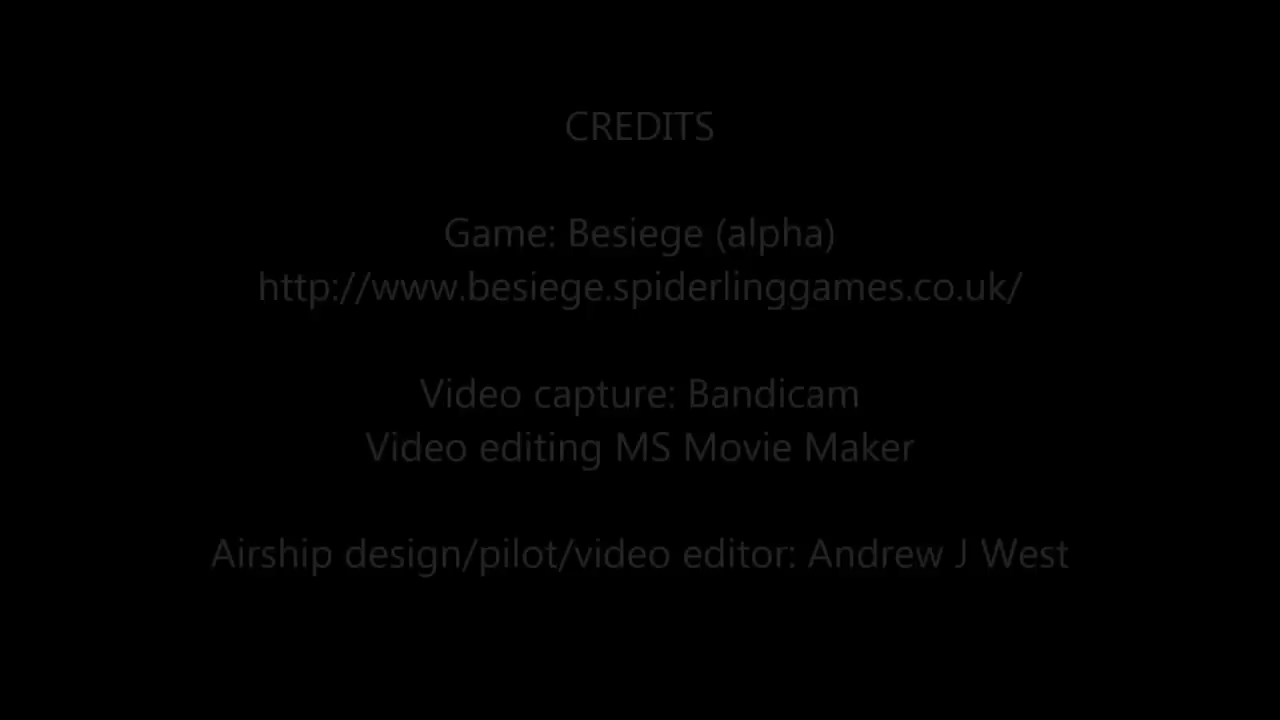 CREDITS
Game: Besiege (alpha)
http://www.besiege.spiderlinggames.co.uk/
Video capture: Bandicam
Video editing MS Movie Maker
Airship design/pilot/video editor: Andrew J West